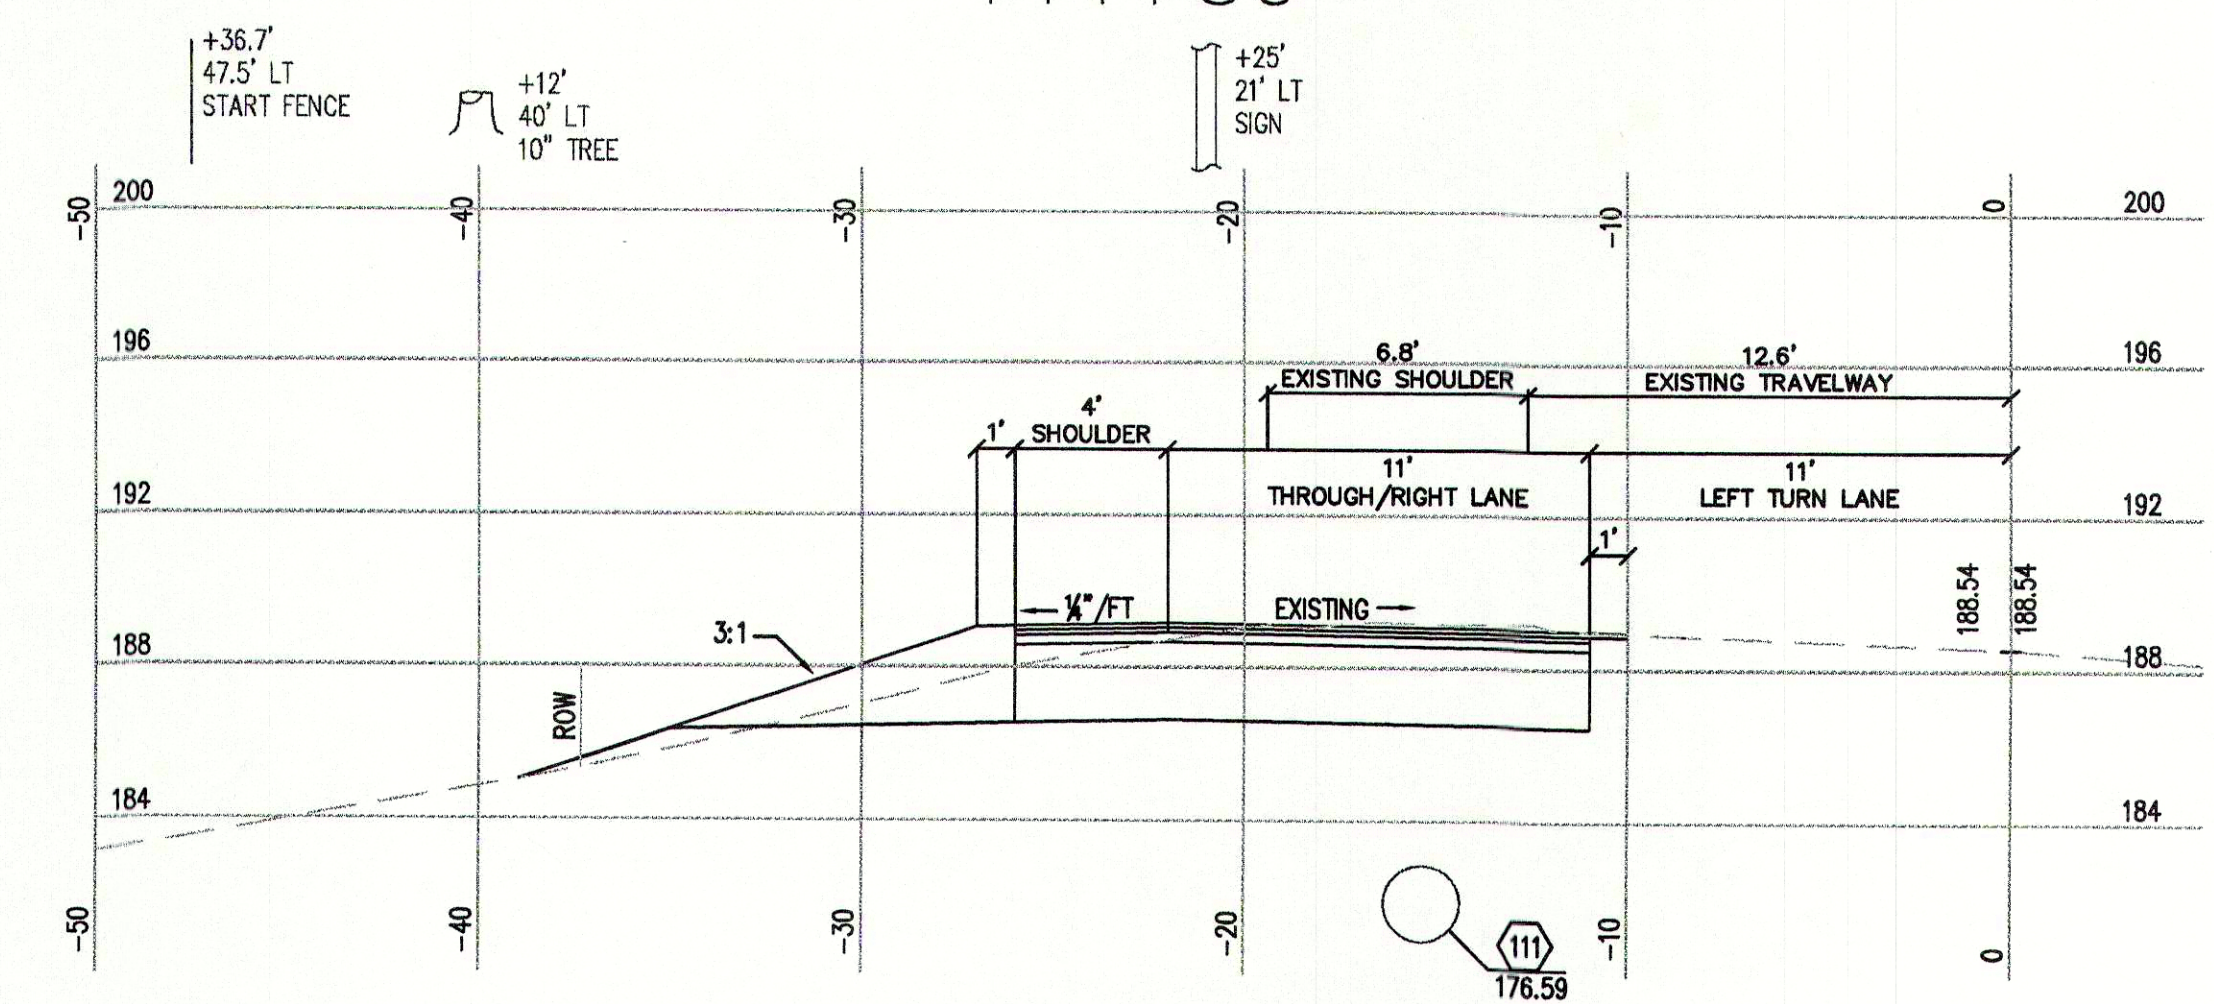 +36.7'
47.5' LT
START FENCE
+12'
40' LT
10" TREE
+25'
21' LT
SIGN
-50
200
-40
-30
-20
-10
0
200
196
196
6.8'
EXISTING SHOULDER
12.6'
EXISTING TRAVELWAY
1'
4'
SHOULDER
11'
THROUGH/RIGHT LANE
11'
LEFT TURN LANE
192
192
1'
188.54
188.54
1/4"/FT
EXISTING
3:1
188
188
ROW
184
184
-50
-40
-30
-20
-10
0
111
176.59